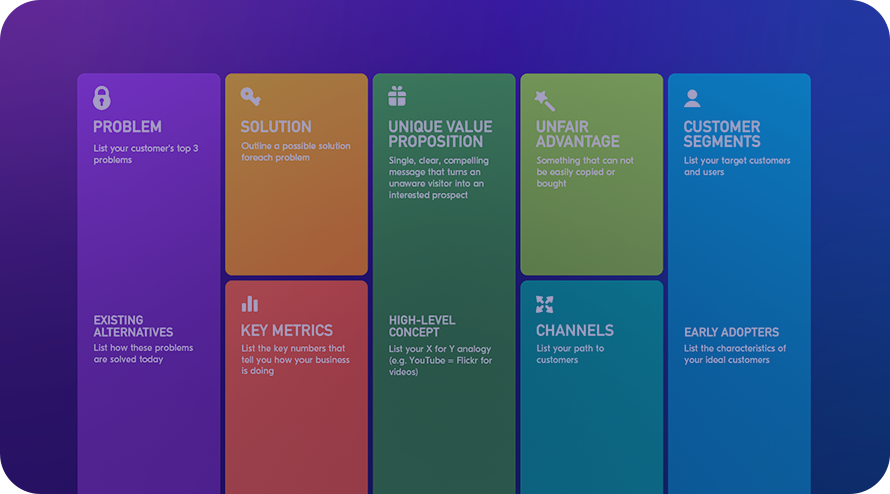 PROBLEM
List your customer's top 3
problems
EXISTING
ALTERNATIVES
List how these problems
are solved today
SOLUTION
Outline a possible solution
foreach problem
KEY METRICS
List the key numbers that
tell you how your business
is doing
UNIQUE VALUE
PROPOSITION
Single, clear, compelling
message that turns an
unaware visitor into an
interested prospect
HIGH-LEVEL
CONCEPT
List your X for Y analogy
(e.g. YouTube = Flickr for
videos)
UNFAIR
ADVANTAGE
Something that can not
be easily copied or
bought
CHANNELS
List your path to
customers
CUSTOMER
SEGMENTS
List your target customers
and users
EARLY ADOPTERS
List the characteristics of
your ideal customers